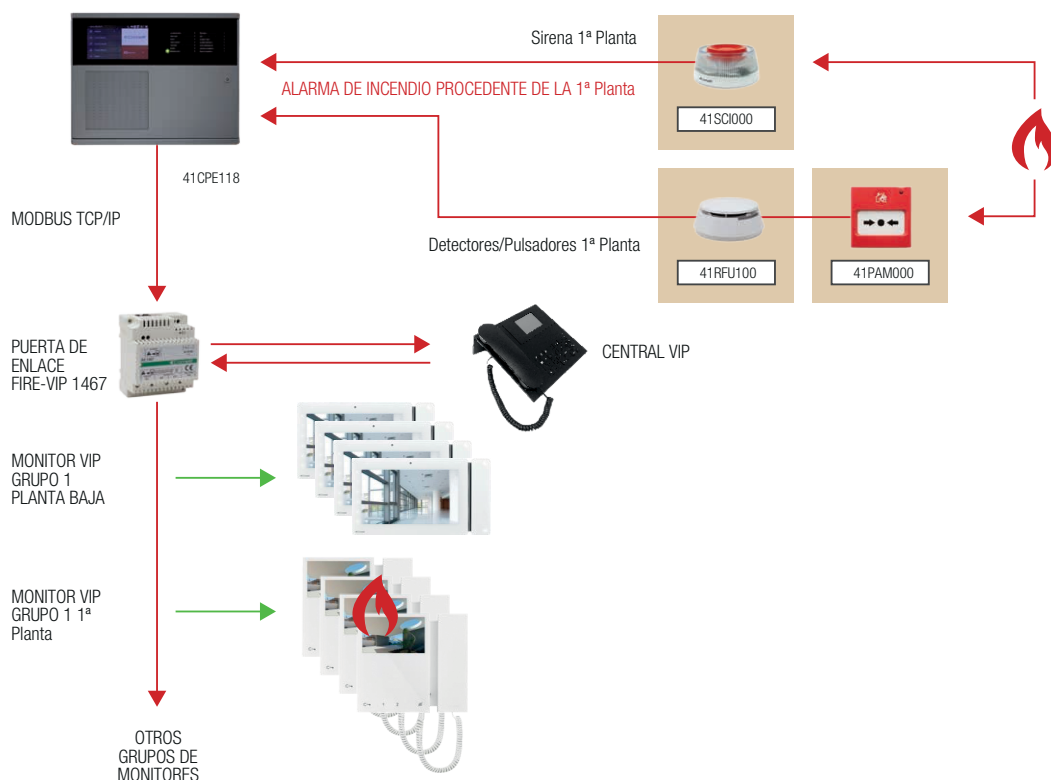 Sirena 1ª Planta
ALARMA DE INCENDIO PROCEDENTE DE LA 1ª Planta
41SCI000
41CPE118
MODBUS TCP/IP
Detectores/Pulsadores 1ª Planta
41RFU100
41PAM000
PUERTA DE
ENLACE
FIRE-VIP 1467
CENTRAL VIP
MONITOR VIP
GRUPO 1
PLANTA BAJA
MONITOR VIP
GRUPO 1 1ª
Planta
OTROS
GRUPOS DE
MONITORES